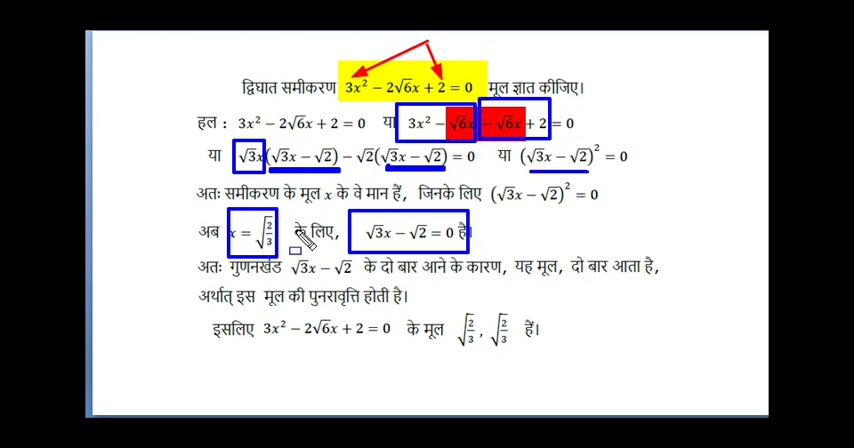 द्विघात समीकरण 3x² − 2√6x + 2 = 0 मूल ज्ञात कीजिए।
हल : 3x² − 2√6x + 2 = 0 या 3x² − √6x − √6x + 2 = 0
या √3x(√3x − √2) − √2(√3x − √2) = 0 या (√3x − √2)² = 0
अतः समीकरण के मूल x के वे मान हैं, जिनके लिए (√3x − √2)² = 0
अब x = √(2/3) के लिए, √3x − √2 = 0 है।
अतः गुणनखंड √3x − √2 के दो बार आने के कारण, यह मूल, दो बार आता है,
अर्थात् इस मूल की पुनरावृत्ति होती है।
इसलिए 3x² − 2√6x + 2 = 0 के मूल √(2/3), √(2/3) हैं।